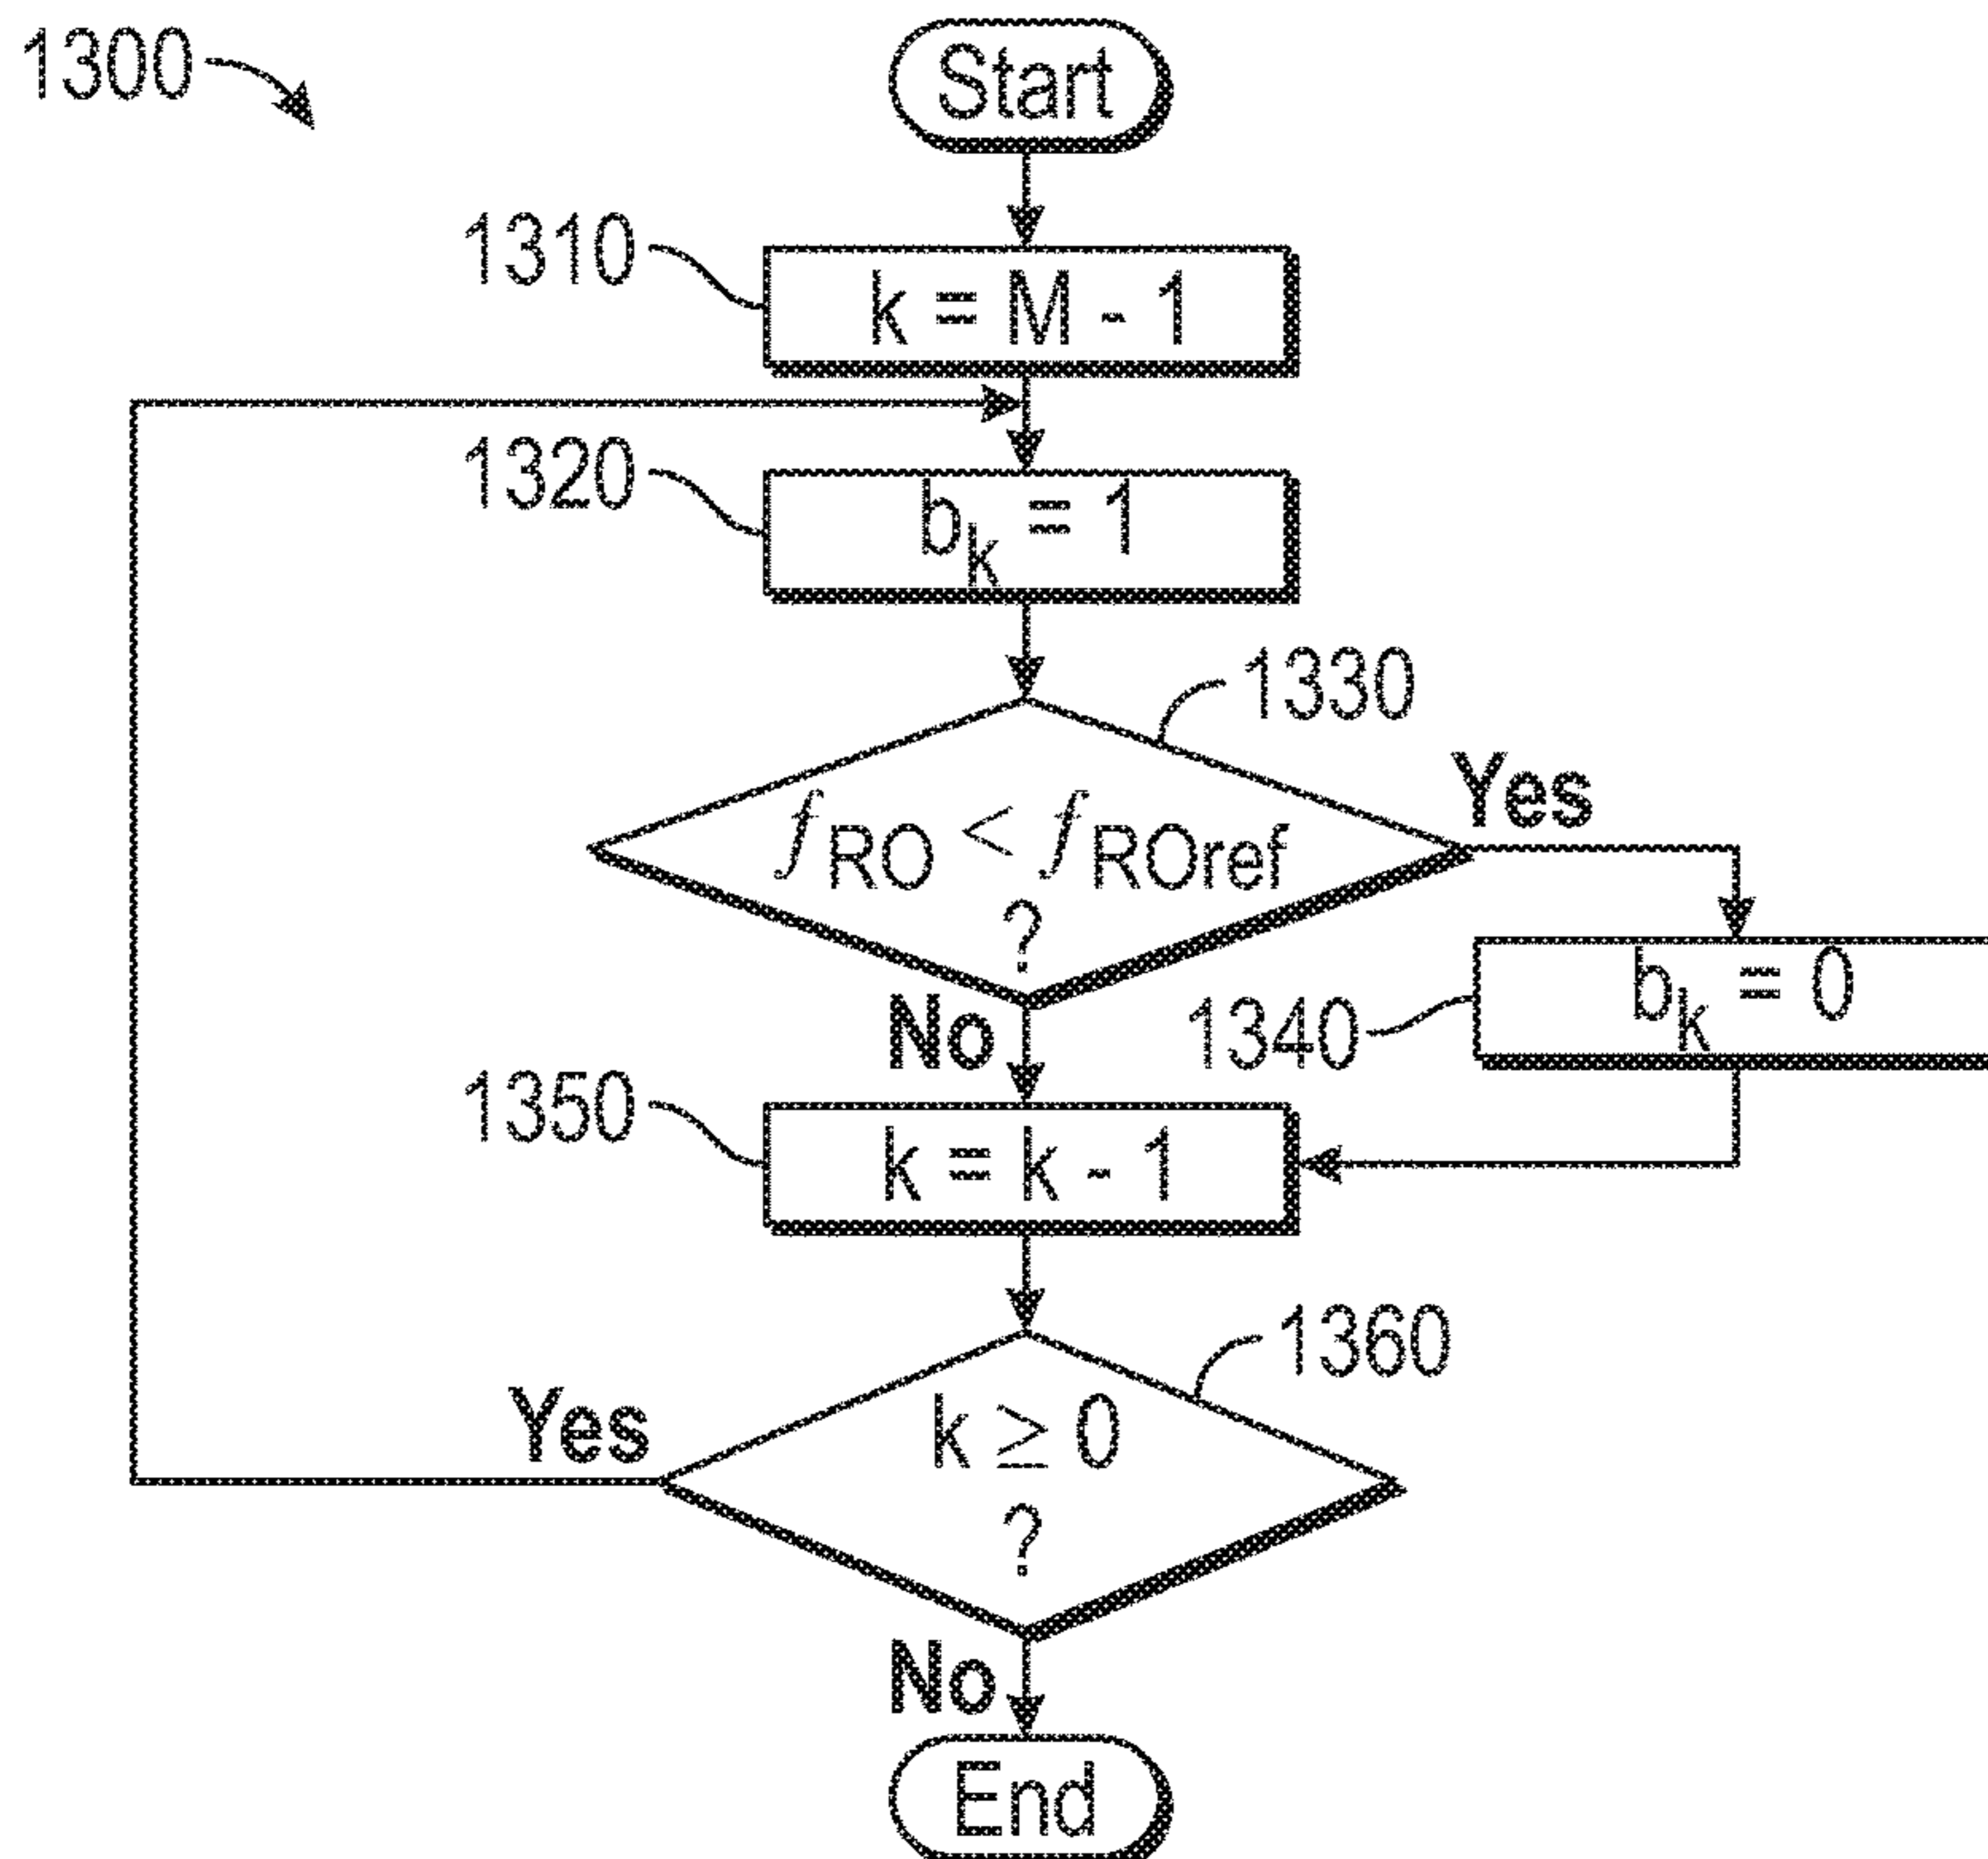 1300
Start
1310
k = M - 1
1320
b_k = 1
1330
f_RO < f_ROref
?
Yes
No
1340
b_k = 0
1350
k = k - 1
1360
k ≥ 0
?
Yes
No
End